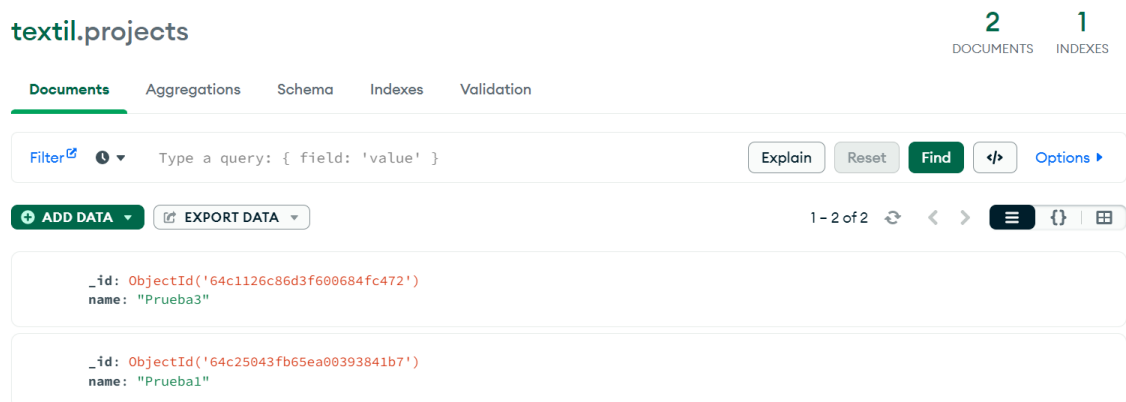 textil.projects
2 1
DOCUMENTS INDEXES
Documents Aggregations Schema Indexes Validation
Filter Type a query: { field: 'value' } Explain Reset Find </> Options
ADD DATA EXPORT DATA 1 – 2 of 2 {}
_id: ObjectId('64c1126c86d3f600684fc472')
name: "Prueba3"
_id: ObjectId('64c25043fb65ea00393841b7')
name: "Prueba1"